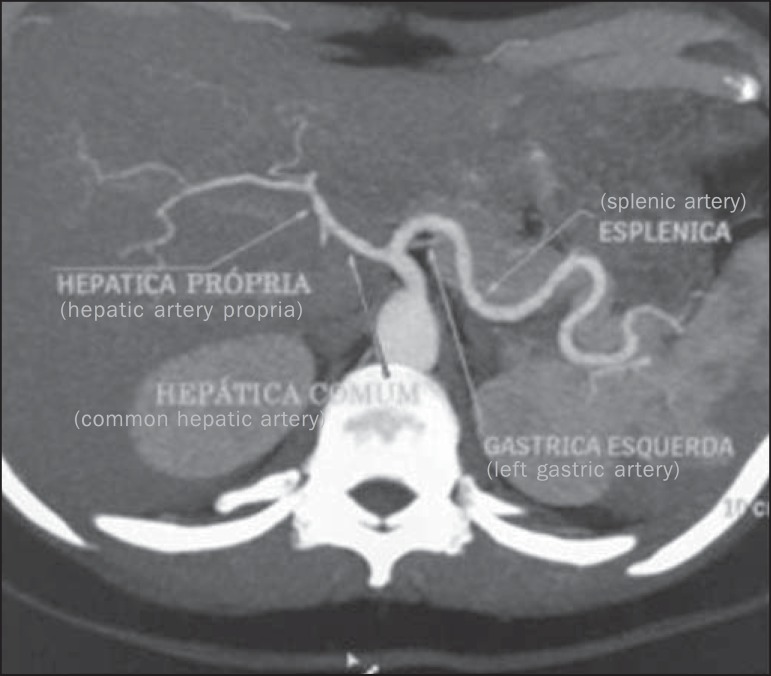 (splenic artery)
ESPLENICA
HEPATICA PRÓPRIA
(hepatic artery propria)
HEPÁTICA COMUM
(common hepatic artery)
GASTRICA ESQUERDA
(left gastric artery)